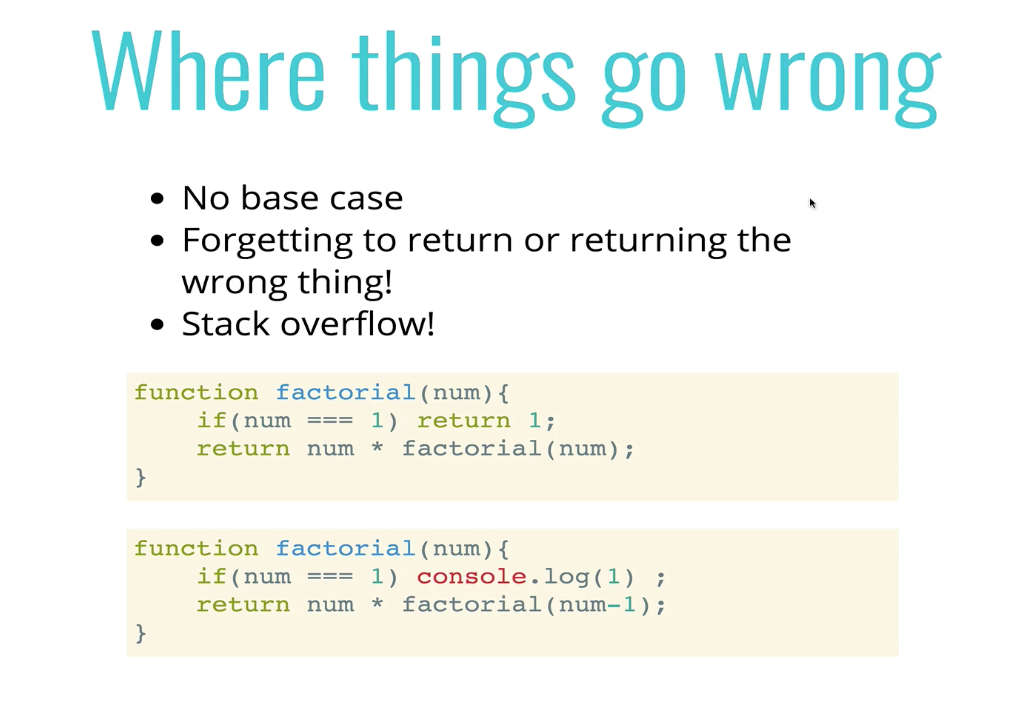 Where things go wrong
• No base case
• Forgetting to return or returning the
wrong thing!
• Stack overflow!
function factorial(num){
    if(num === 1) return 1;
    return num * factorial(num);
}
function factorial(num){
    if(num === 1) console.log(1) ;
    return num * factorial(num-1);
}